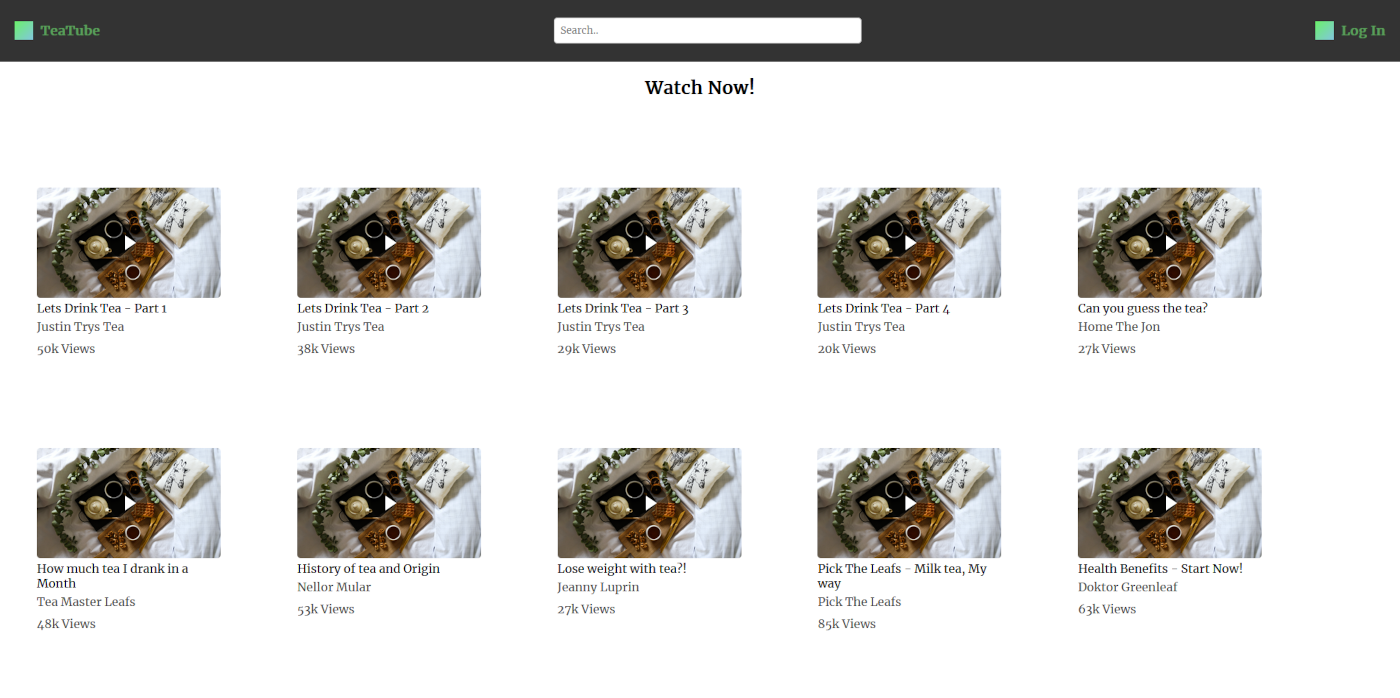 TeaTube
Search..
Log In
Watch Now!
Lets Drink Tea - Part 1
Justin Trys Tea
50k Views
Lets Drink Tea - Part 2
Justin Trys Tea
38k Views
Lets Drink Tea - Part 3
Justin Trys Tea
29k Views
Lets Drink Tea - Part 4
Justin Trys Tea
20k Views
Can you guess the tea?
Home The Jon
27k Views
How much tea I drank in a
Month
Tea Master Leafs
48k Views
History of tea and Origin
Nellor Mular
53k Views
Lose weight with tea?!
Jeanny Luprin
27k Views
Pick The Leafs - Milk tea, My
way
Pick The Leafs
85k Views
Health Benefits - Start Now!
Doktor Greenleaf
63k Views